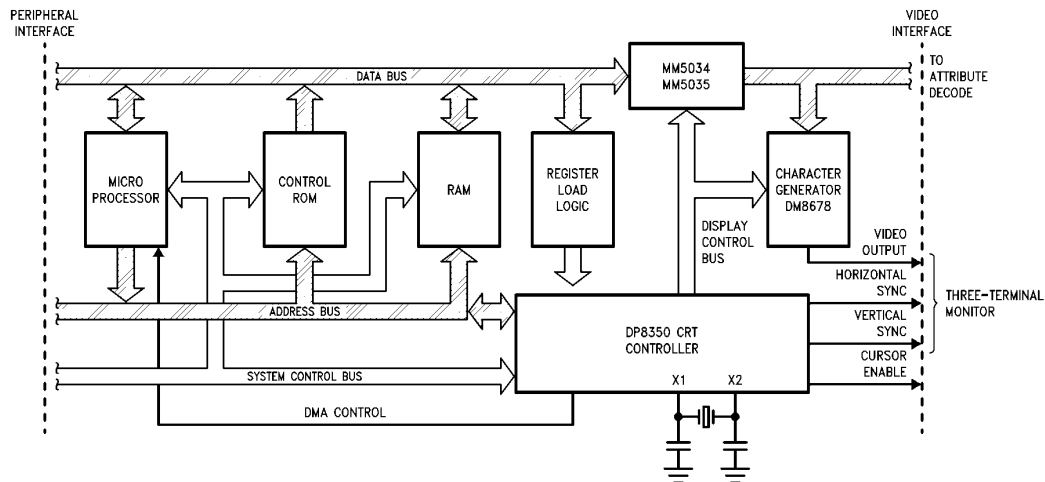 PERIPHERAL
INTERFACE
VIDEO
INTERFACE
DATA BUS
MM5034
MM5035
TO
ATTRIBUTE
DECODE
MICRO
PROCESSOR
CONTROL
ROM
RAM
REGISTER
LOAD
LOGIC
CHARACTER
GENERATOR
DM8678
DISPLAY
CONTROL
BUS
VIDEO
OUTPUT
HORIZONTAL
SYNC
VERTICAL
SYNC
CURSOR
ENABLE
THREE-TERMINAL
MONITOR
ADDRESS BUS
DP8350 CRT
CONTROLLER
X1
X2
SYSTEM CONTROL BUS
DMA CONTROL